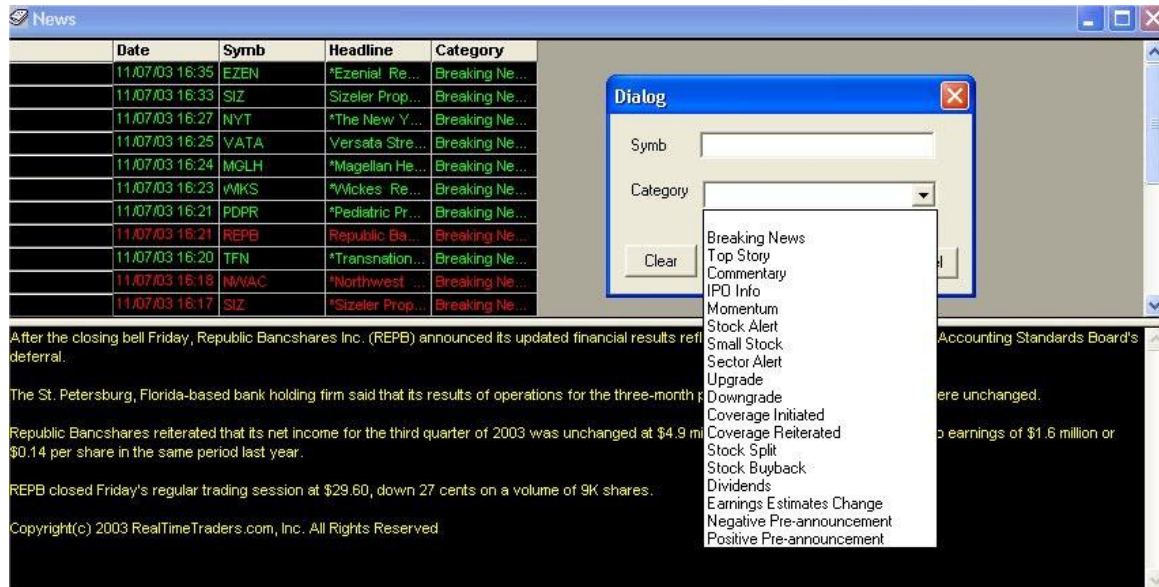 News
Date Symb Headline Category
11/07/03 16:35 EZEN *Ezenia! Re... Breaking Ne...
11/07/03 16:33 SIZ Sizeler Prop... Breaking Ne...
11/07/03 16:27 NYT *The New Y... Breaking Ne...
11/07/03 16:25 VATA Versata Stre... Breaking Ne...
11/07/03 16:24 MGLH *Magellan He... Breaking Ne...
11/07/03 16:23 WKS *Wickes Re... Breaking Ne...
11/07/03 16:21 PDPR *Pediatric Pr... Breaking Ne...
11/07/03 16:21 REPB Republic Ba... Breaking Ne...
11/07/03 16:20 TFN *Transnation... Breaking Ne...
11/07/03 16:18 NWAC *Northwest ... Breaking Ne...
11/07/03 16:17 SIZ *Sizeler Prop... Breaking Ne...
Dialog
Symb
Category
Clear
Breaking News
Top Story
Commentary
IPO Info
Momentum
Stock Alert
Small Stock
Sector Alert
Upgrade
Downgrade
Coverage Initiated
Coverage Reiterated
Stock Split
Stock Buyback
Dividends
Earnings Estimates Change
Negative Pre-announcement
Positive Pre-announcement
After the closing bell Friday, Republic Bancshares Inc. (REPB) announced its updated financial results Accounting Standards Board's
deferral.
The St. Petersburg, Florida-based bank holding firm said that its results of operations for the three-month unchanged.
Republic Bancshares reiterated that its net income for the third quarter of 2003 was unchanged at $4.9 earnings of $1.6 million or
$0.14 per share in the same period last year.
REPB closed Friday's regular trading session at $29.60, down 27 cents on a volume of 9K shares.
Copyright(c) 2003 RealTimeTraders.com, Inc. All Rights Reserved